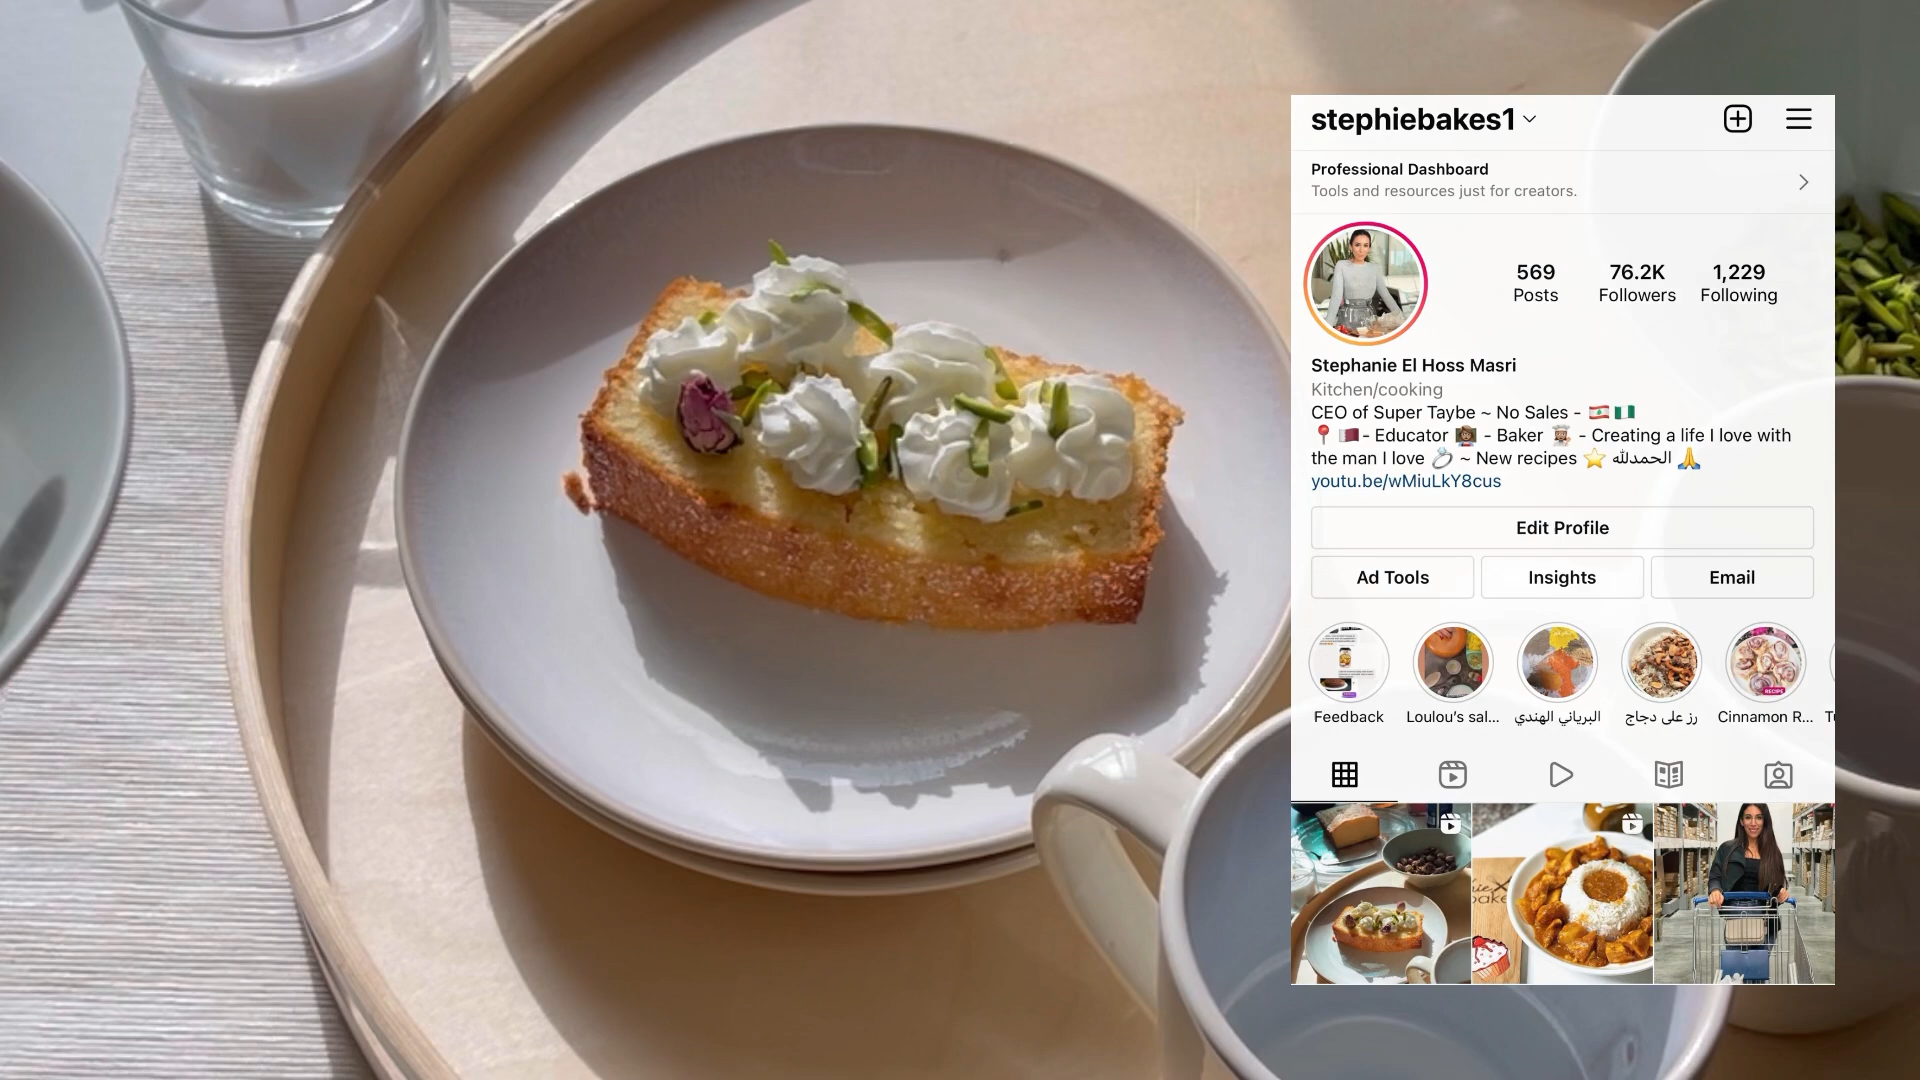 stephiebakes1
Professional Dashboard
Tools and resources just for creators.
569 76.2K 1,229
Posts Followers Following
Stephanie El Hoss Masri
Kitchen/cooking
CEO of Super Taybe ~ No Sales - 🇱🇧🇳🇬
📍🇶🇦- Educator 👩🏽‍🏫 - Baker 👩🏼‍🍳 - Creating a life I love with
the man I love 💍 ~ New recipes ⭐️ الحمدلله 🙏
youtu.be/wMiuLkY8cus
Edit Profile
Ad Tools Insights Email
RECIPE
Feedback Loulou's sal... البرياني الهندي رز على دجاج Cinnamon R...